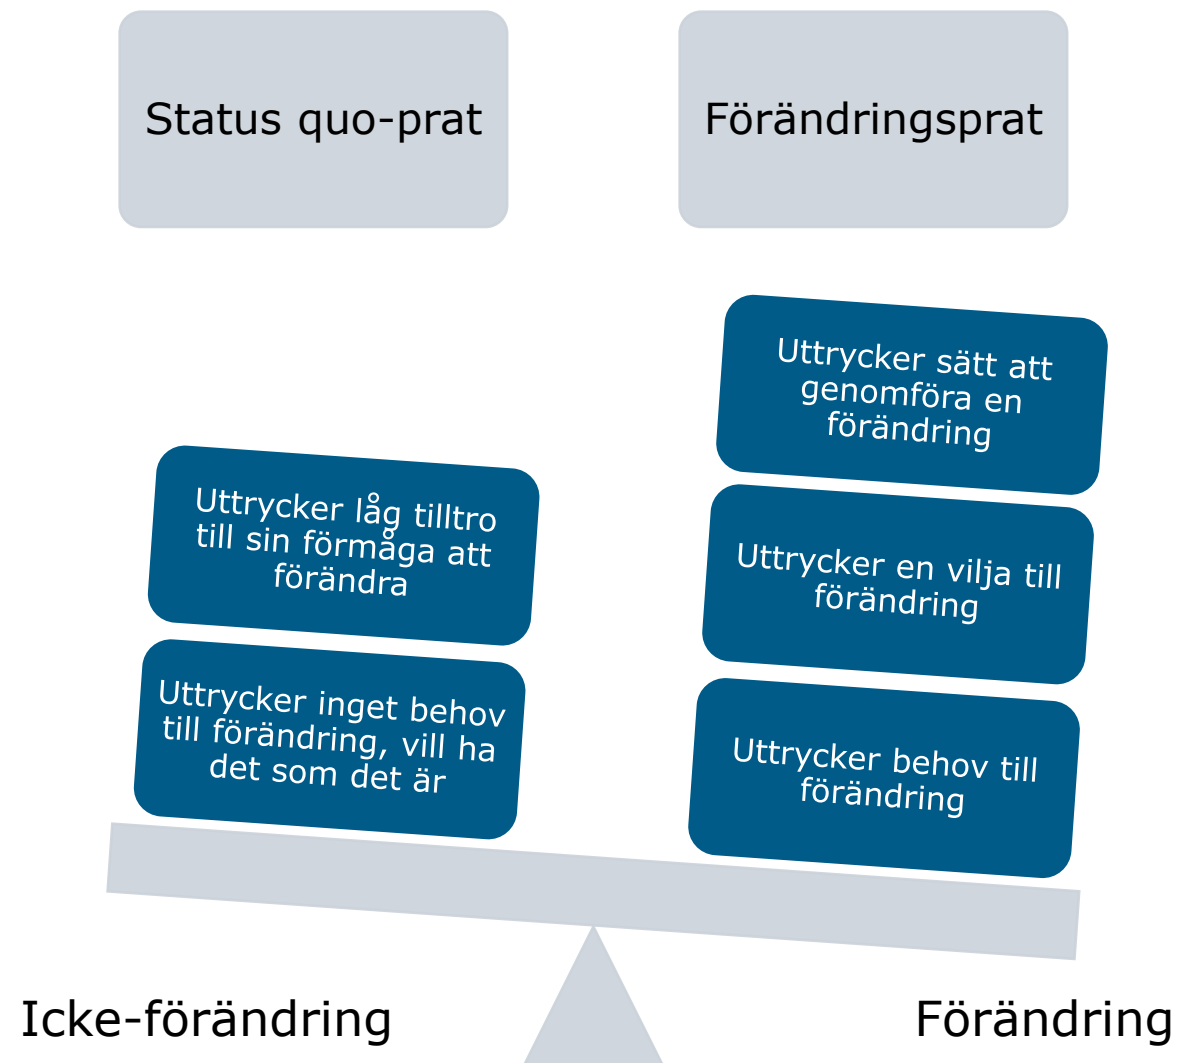 Status quo-prat
Förändringsprat
Uttrycker sätt att
genomföra en
förändring
Uttrycker låg tilltro
till sin förmåga att
förändra
Uttrycker en vilja till
förändring
Uttrycker inget behov
till förändring, vill ha
det som det är
Uttrycker behov till
förändring
Icke-förändring
Förändring